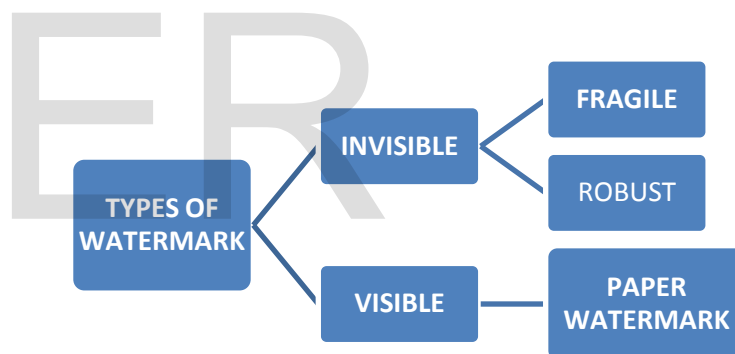 ER
TYPES OF
WATERMARK
INVISIBLE
FRAGILE
ROBUST
VISIBLE
PAPER
WATERMARK